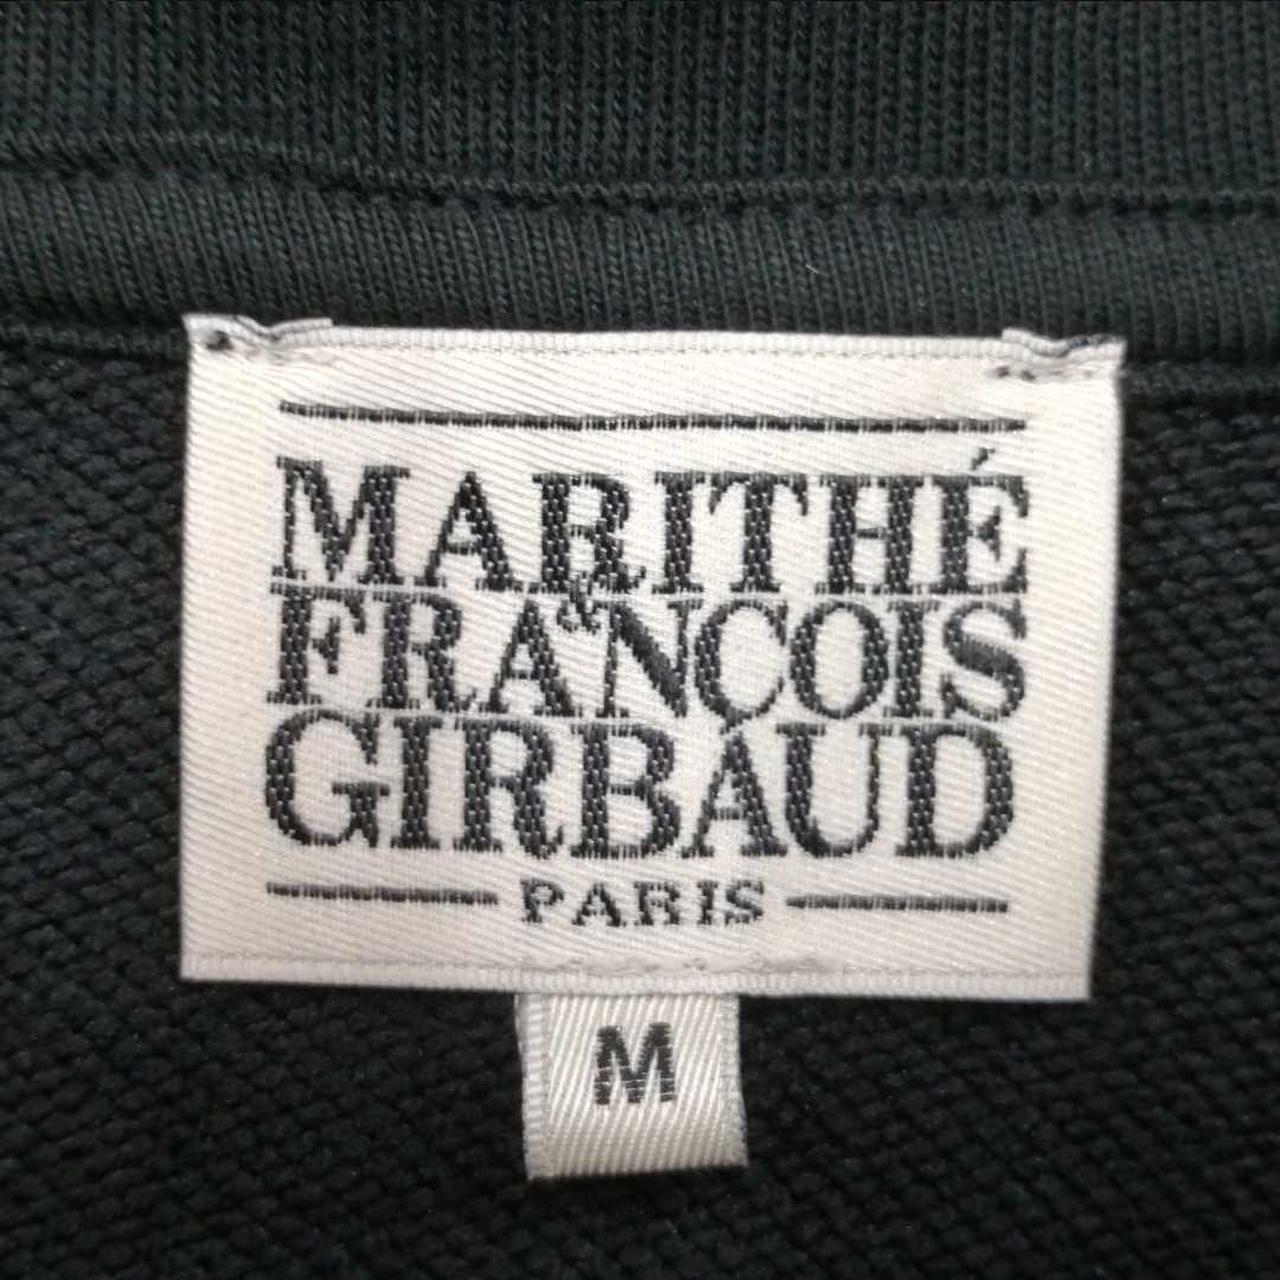 MARITHÉ
&
FRANÇOIS
GIRBAUD
PARIS
M